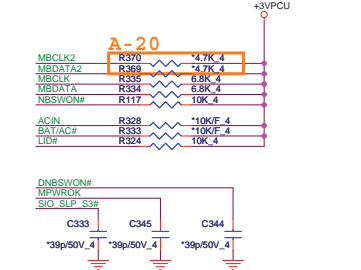 +3VPCU
A-20
MBCLK2 R370 *4.7K_4
MBDATA2 R369 *4.7K_4
MBCLK R335 6.8K_4
MBDATA R334 6.8K_4
NBSWON# R117 10K_4
ACIN R328 *10K/F_4
BAT/AC# R333 *10K/F_4
LID# R324 10K_4
DNBSWON#
MPWROK
SIO_SLP_S3#
C333 C345 C344
*39p/50V_4 *39p/50V_4 *39p/50V_4